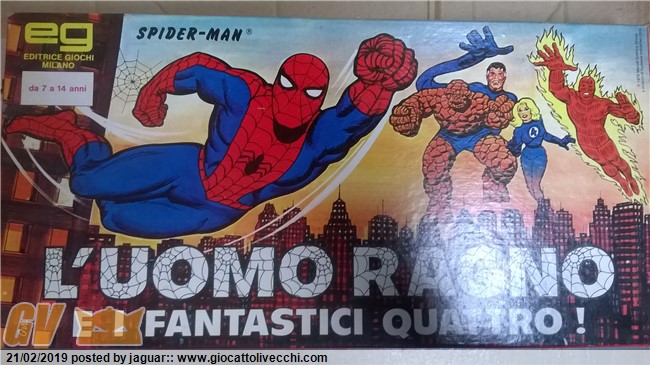 eg
EDITRICE GIOCHI
MILANO
da 7 a 14 anni
SPIDER-MAN®
4
L'UOMO RAGNO
FANTASTICI QUATTRO !
GV
21/02/2019 posted by jaguar:: www.giocattolivecchi.com